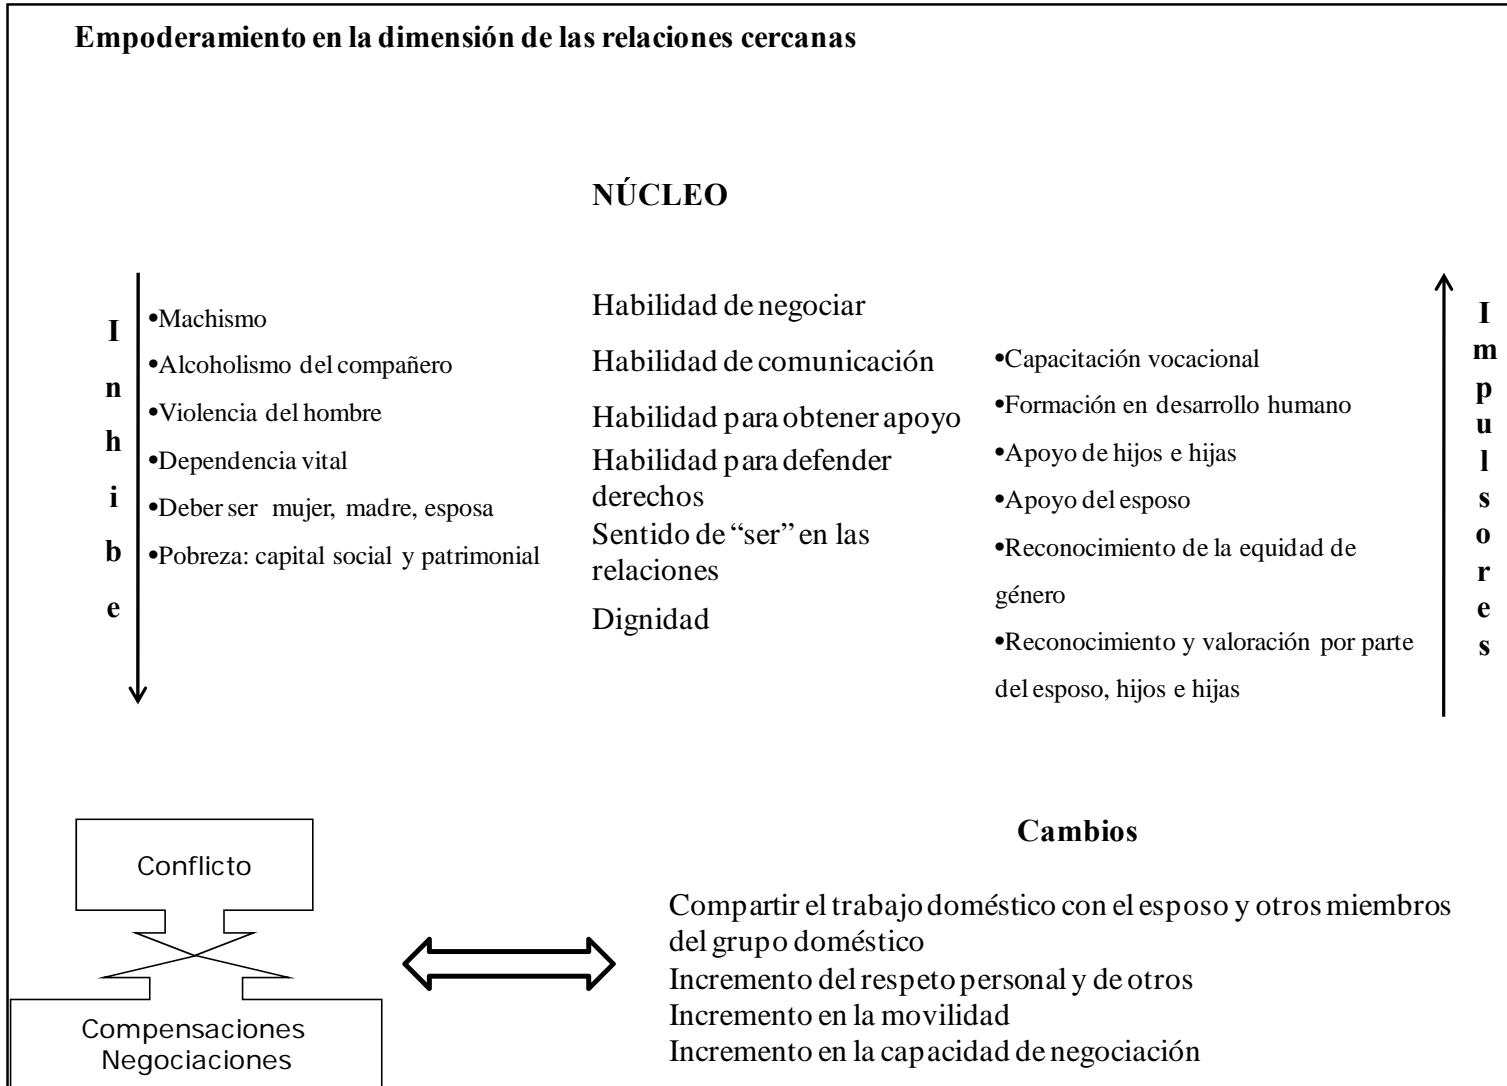 Empoderamiento en la dimensión de las relaciones cercanas
NÚCLEO
Inhibe
•Machismo
•Alcoholismo del compañero
•Violencia del hombre
•Dependencia vital
•Deber ser mujer, madre, esposa
•Pobreza: capital social y patrimonial
Habilidad de negociar
Habilidad de comunicación
Habilidad para obtener apoyo
Habilidad para defender
derechos
Sentido de “ser” en las
relaciones
Dignidad
•Capacitación vocacional
•Formación en desarrollo humano
•Apoyo de hijos e hijas
•Apoyo del esposo
•Reconocimiento de la equidad de
género
•Reconocimiento y valoración por parte
del esposo, hijos e hijas
Impulsores
Conflicto
Compensaciones
Negociaciones
Cambios
Compartir el trabajo doméstico con el esposo y otros miembros
del grupo doméstico
Incremento del respeto personal y de otros
Incremento en la movilidad
Incremento en la capacidad de negociación